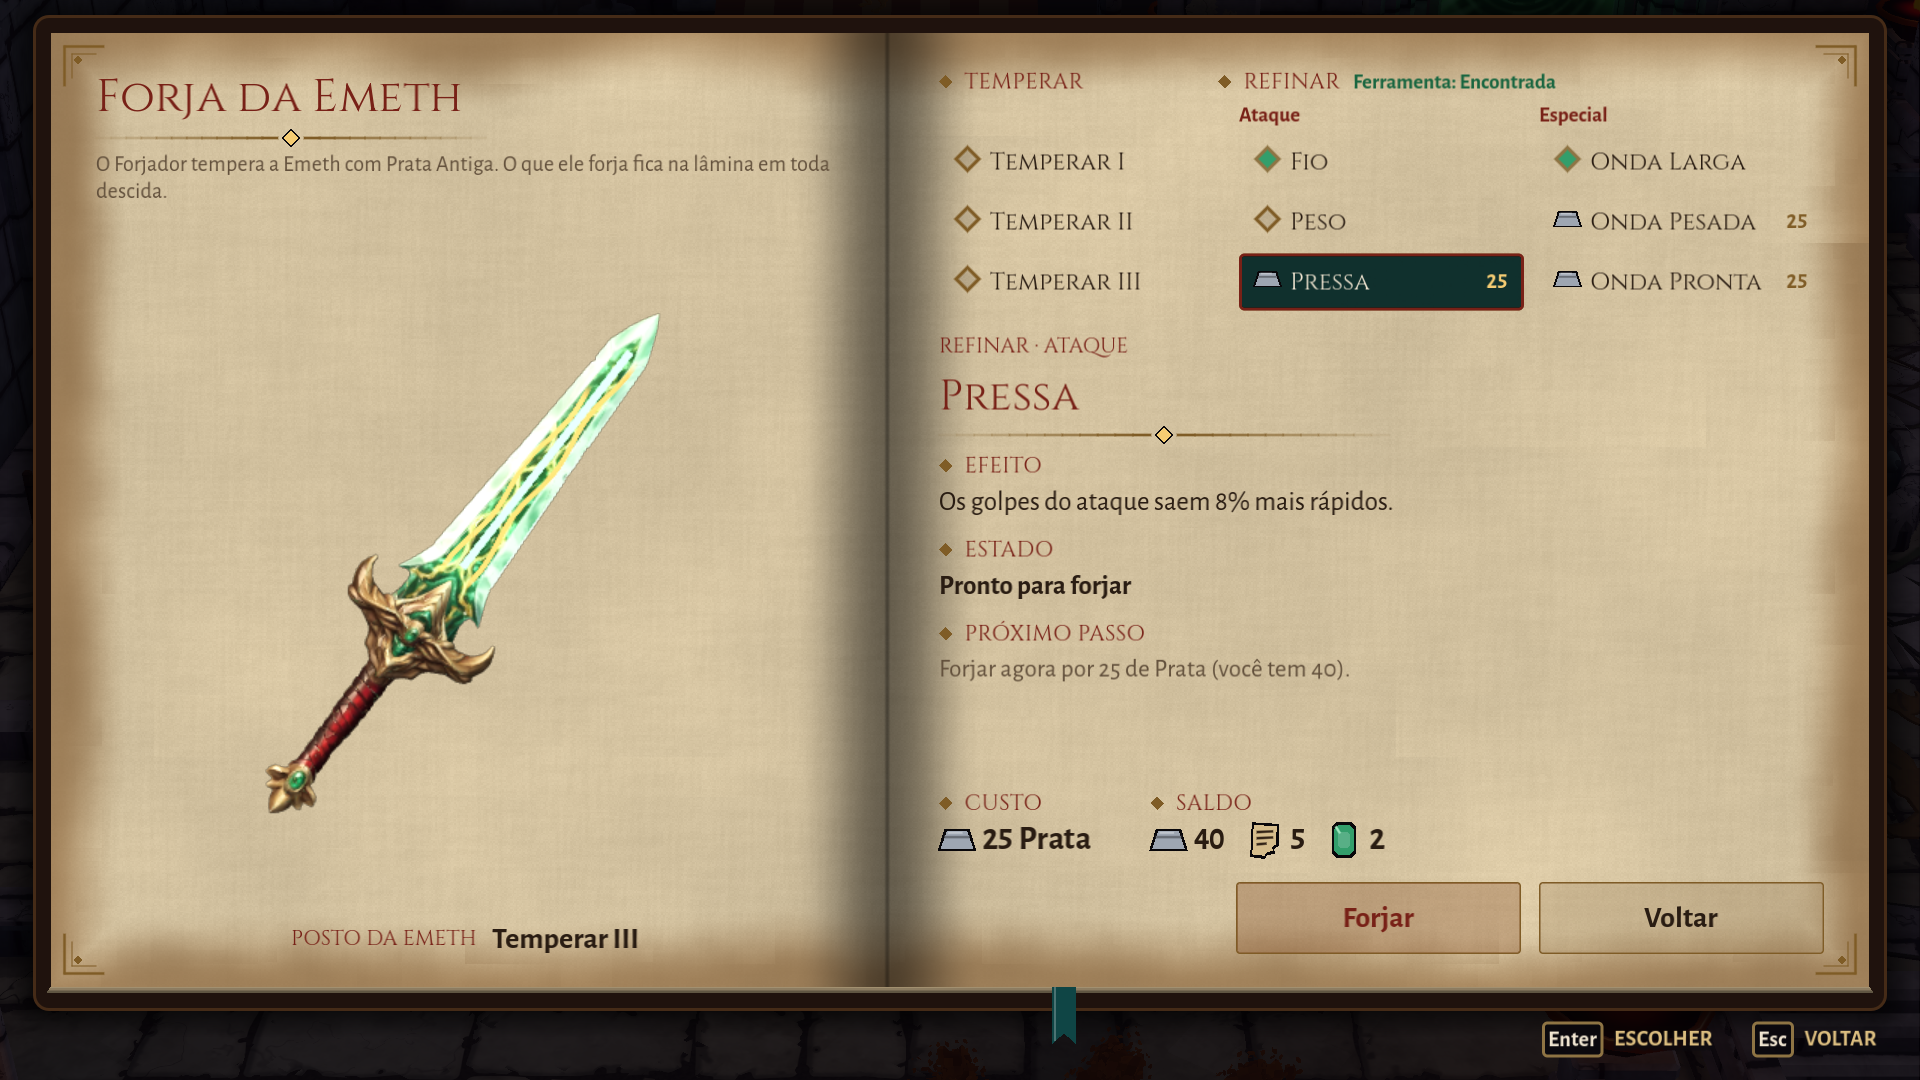 FORJA DA EMETH
O Forjador tempera a Emeth com Prata Antiga. O que ele forja fica na lâmina em toda
descida.
POSTO DA EMETH Temperar III
TEMPERAR
REFINAR Ferramenta: Encontrada
Ataque
Especial
TEMPERAR I
FIO
ONDA LARGA
TEMPERAR II
PESO
ONDA PESADA 25
TEMPERAR III
PRESSA 25
ONDA PRONTA 25
REFINAR · ATAQUE
PRESSA
EFEITO
Os golpes do ataque saem 8% mais rápidos.
ESTADO
Pronto para forjar
PRÓXIMO PASSO
Forjar agora por 25 de Prata (você tem 40).
CUSTO
SALDO
25 Prata
40 5 2
Forjar
Voltar
Enter ESCOLHER
Esc VOLTAR